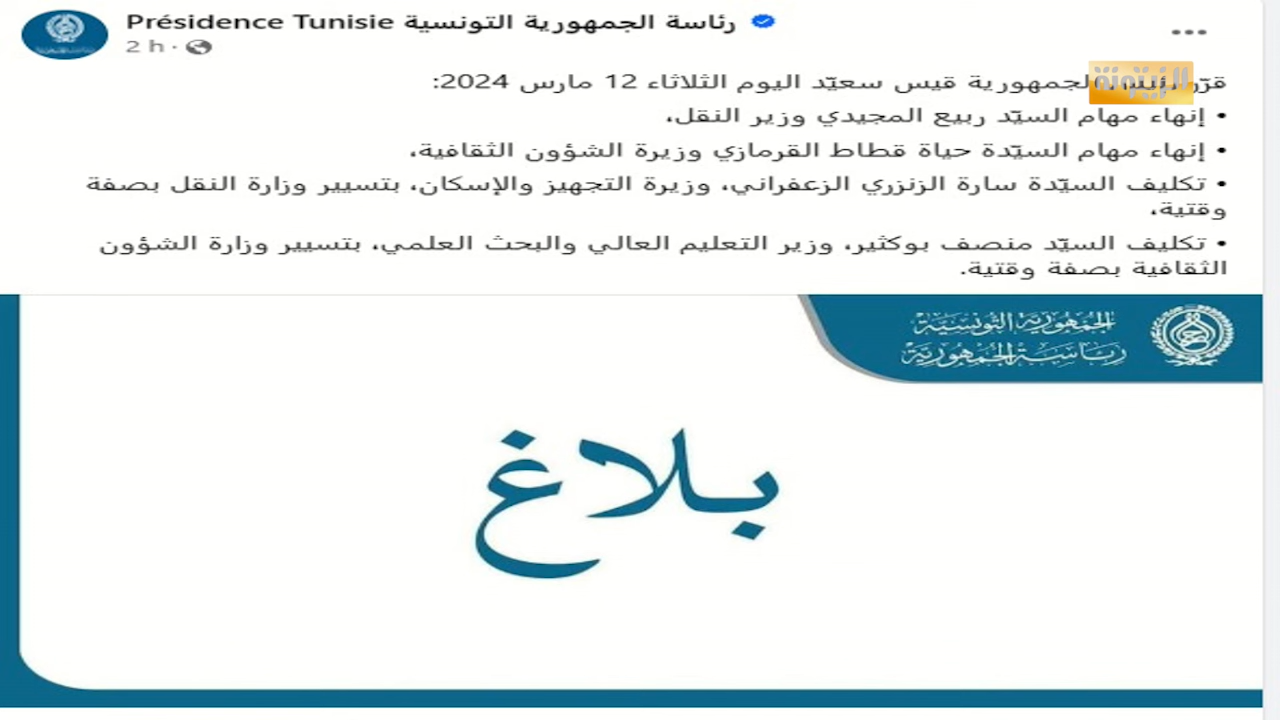 Présidence Tunisie رئاسة الجمهورية التونسية
2 h ·
الزيتونة
قرّر رئيس الجمهورية قيس سعيّد اليوم الثلاثاء 12 مارس 2024:
• إنهاء مهام السيّد ربيع المجيدي وزير النقل،
• إنهاء مهام السيّدة حياة قطاط القرمازي وزيرة الشؤون الثقافية،
• تكليف السيّدة سارة الزنزري الزعفراني، وزيرة التجهيز والإسكان، بتسيير وزارة النقل بصفة
وقتية،
• تكليف السيّد منصف بوكثير، وزير التعليم العالي والبحث العلمي، بتسيير وزارة الشؤون
الثقافية بصفة وقتية.
الجمهورية التونسية
رئاسة الجمهورية
بلاغ